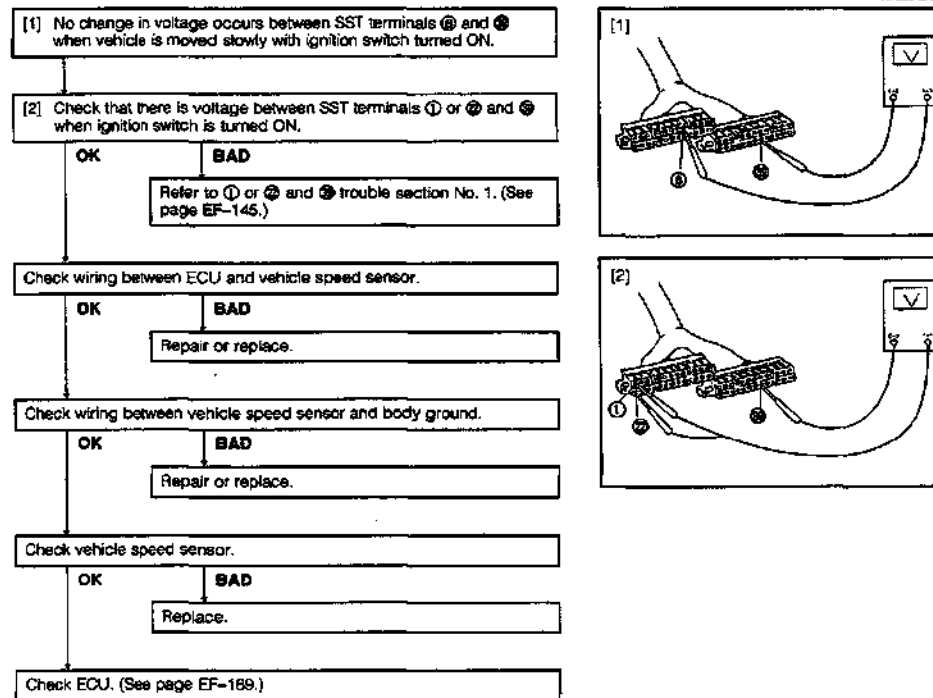 [1] No change in voltage occurs between SST terminals ⑧ and
when vehicle is moved slowly with ignition switch turned ON.
[2] Check that there is voltage between SST terminals ① or ㉒ and
when ignition switch is turned ON.
OK BAD
Refer to ① or ㉒ and trouble section No. 1. (See
page EF-145.)
Check wiring between ECU and vehicle speed sensor.
OK BAD
Repair or replace.
Check wiring between vehicle speed sensor and body ground.
OK BAD
Repair or replace.
Check vehicle speed sensor.
OK BAD
Replace.
Check ECU. (See page EF-169.)
[1]
V
⑧
[2]
V
①
㉒